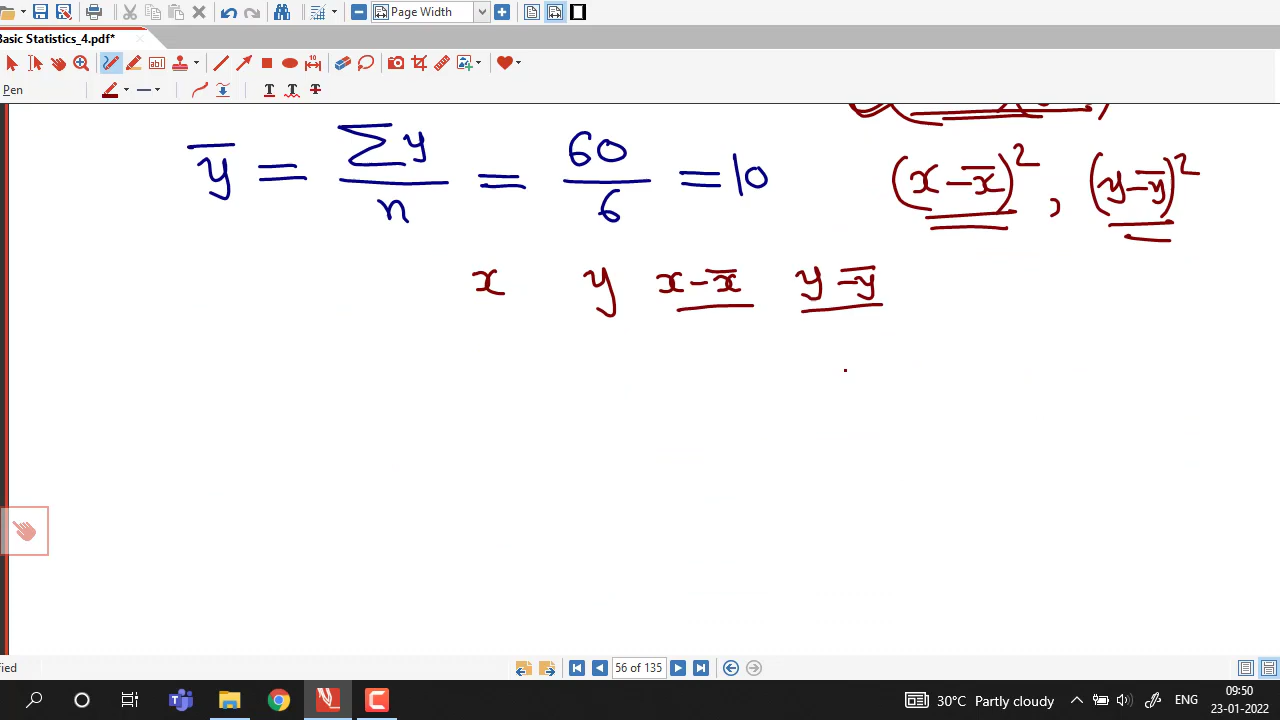 Page Width
Basic Statistics_4.pdf*
Pen
ȳ = Σy/n = 60/6 = 10
(x-x̄)², (y-ȳ)²
x y x-x̄ y-ȳ
56 of 135
ied
30°C Partly cloudy
ENG
09:50
23-01-2022